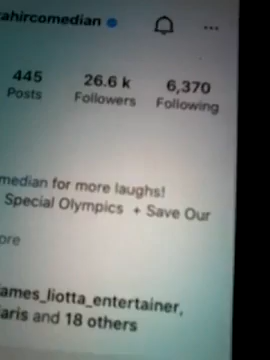 ahircomedian
445 26.6 k 6,370
Posts Followers Following
median for more laughs!
Special Olympics + Save Our
ore
ames_liotta_entertainer,
aris and 18 others